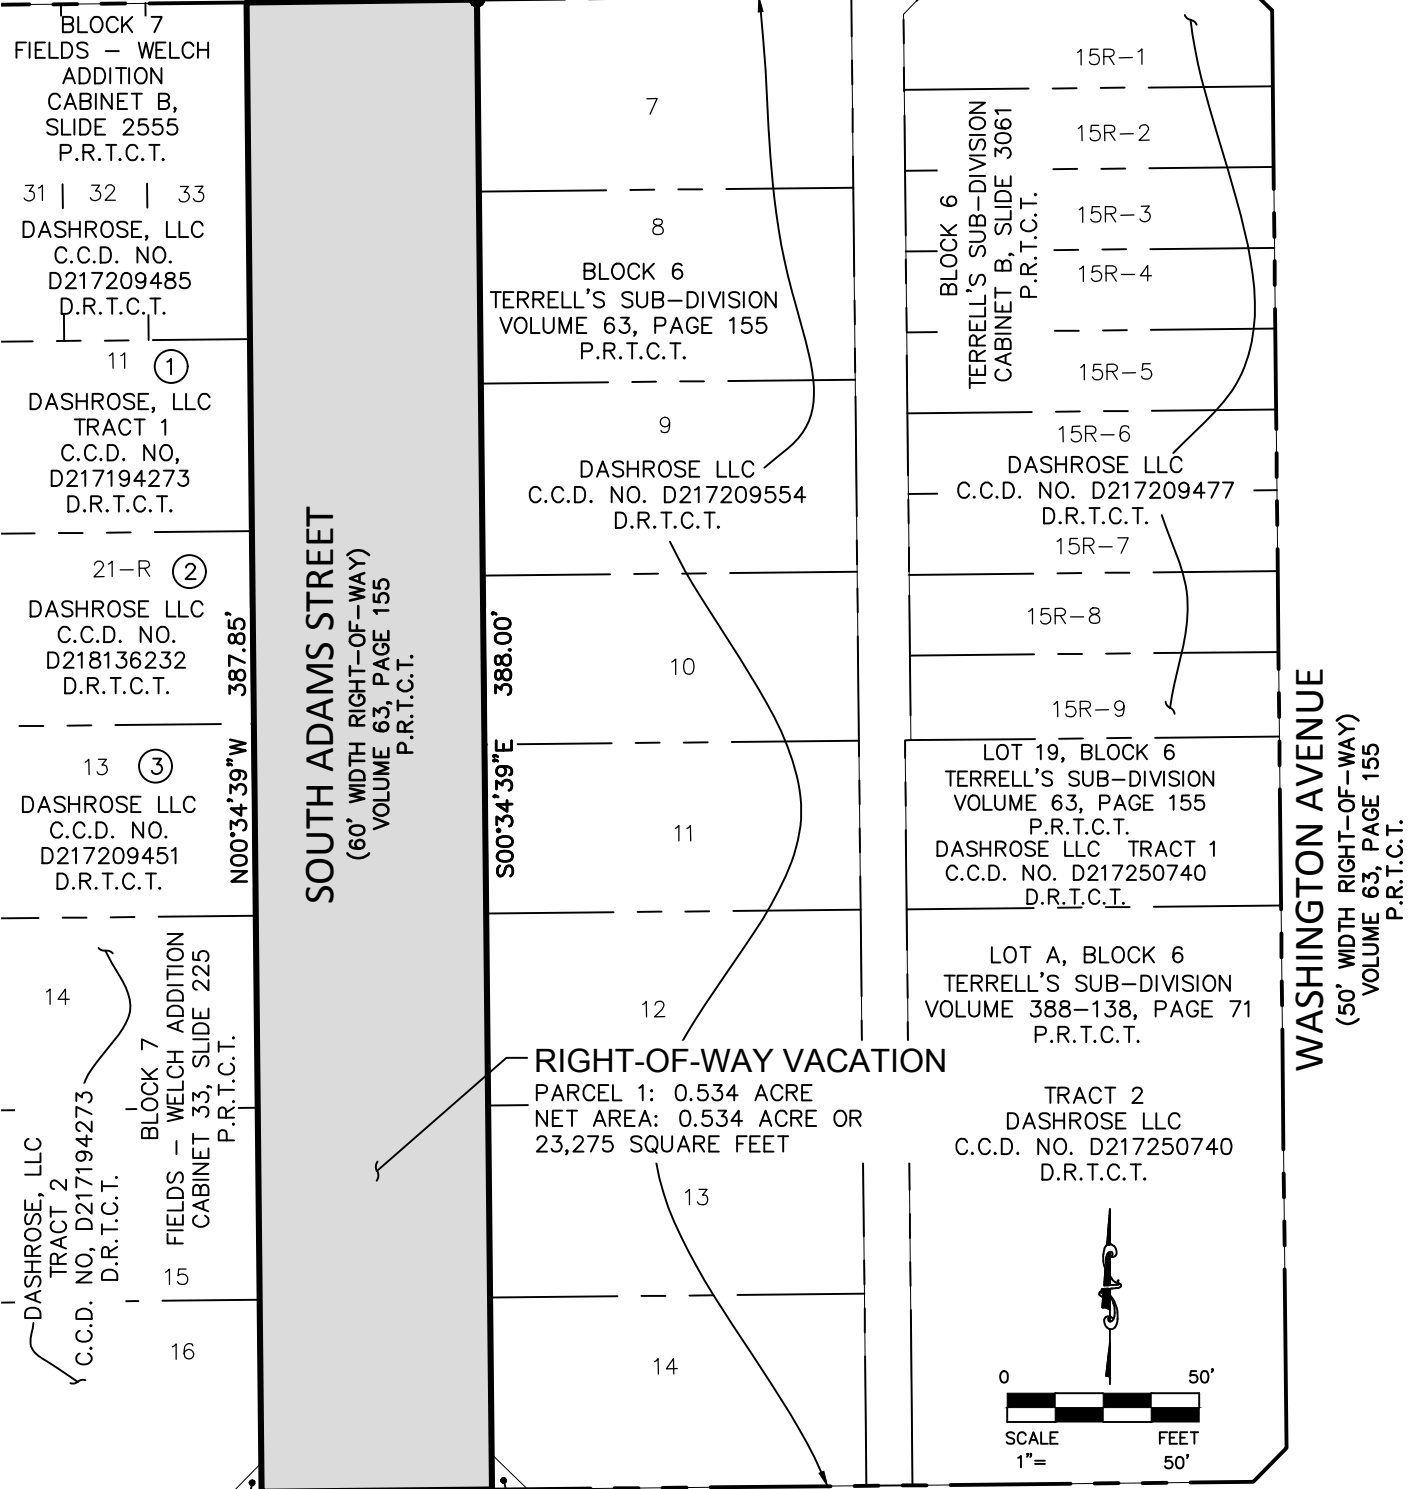 BLOCK 7
FIELDS – WELCH
ADDITION
CABINET B,
SLIDE 2555
P.R.T.C.T.
31 | 32 | 33
DASHROSE, LLC
C.C.D. NO.
D217209485
D.R.T.C.T.
11 1
DASHROSE, LLC
TRACT 1
C.C.D. NO,
D217194273
D.R.T.C.T.
21–R 2
DASHROSE LLC
C.C.D. NO.
D218136232
D.R.T.C.T.
13 3
DASHROSE LLC
C.C.D. NO.
D217209451
D.R.T.C.T.
14
BLOCK 7
FIELDS – WELCH ADDITION
CABINET 33, SLIDE 225
P.R.T.C.T.
DASHROSE, LLC
TRACT 2
C.C.D. NO, D217194273
D.R.T.C.T.
15
16
N00°34'39"W 387.85'
SOUTH ADAMS STREET
(60' WIDTH RIGHT–OF–WAY)
VOLUME 63, PAGE 155
P.R.T.C.T.
S00°34'39"E 388.00'
7
8
BLOCK 6
TERRELL'S SUB–DIVISION
VOLUME 63, PAGE 155
P.R.T.C.T.
9
DASHROSE LLC
C.C.D. NO. D217209554
D.R.T.C.T.
10
11
12
RIGHT-OF-WAY VACATION
PARCEL 1: 0.534 ACRE
NET AREA: 0.534 ACRE OR
23,275 SQUARE FEET
13
14
BLOCK 6
TERRELL'S SUB–DIVISION
CABINET B, SLIDE 3061
P.R.T.C.T.
15R–1
15R–2
15R–3
15R–4
15R–5
15R–6
DASHROSE LLC
C.C.D. NO. D217209477
D.R.T.C.T.
15R–7
15R–8
15R–9
LOT 19, BLOCK 6
TERRELL'S SUB–DIVISION
VOLUME 63, PAGE 155
P.R.T.C.T.
DASHROSE LLC TRACT 1
C.C.D. NO. D217250740
D.R.T.C.T.
LOT A, BLOCK 6
TERRELL'S SUB–DIVISION
VOLUME 388–138, PAGE 71
P.R.T.C.T.
TRACT 2
DASHROSE LLC
C.C.D. NO. D217250740
D.R.T.C.T.
0 50'
SCALE FEET
1"= 50'
WASHINGTON AVENUE
(50' WIDTH RIGHT–OF–WAY)
VOLUME 63, PAGE 155
P.R.T.C.T.